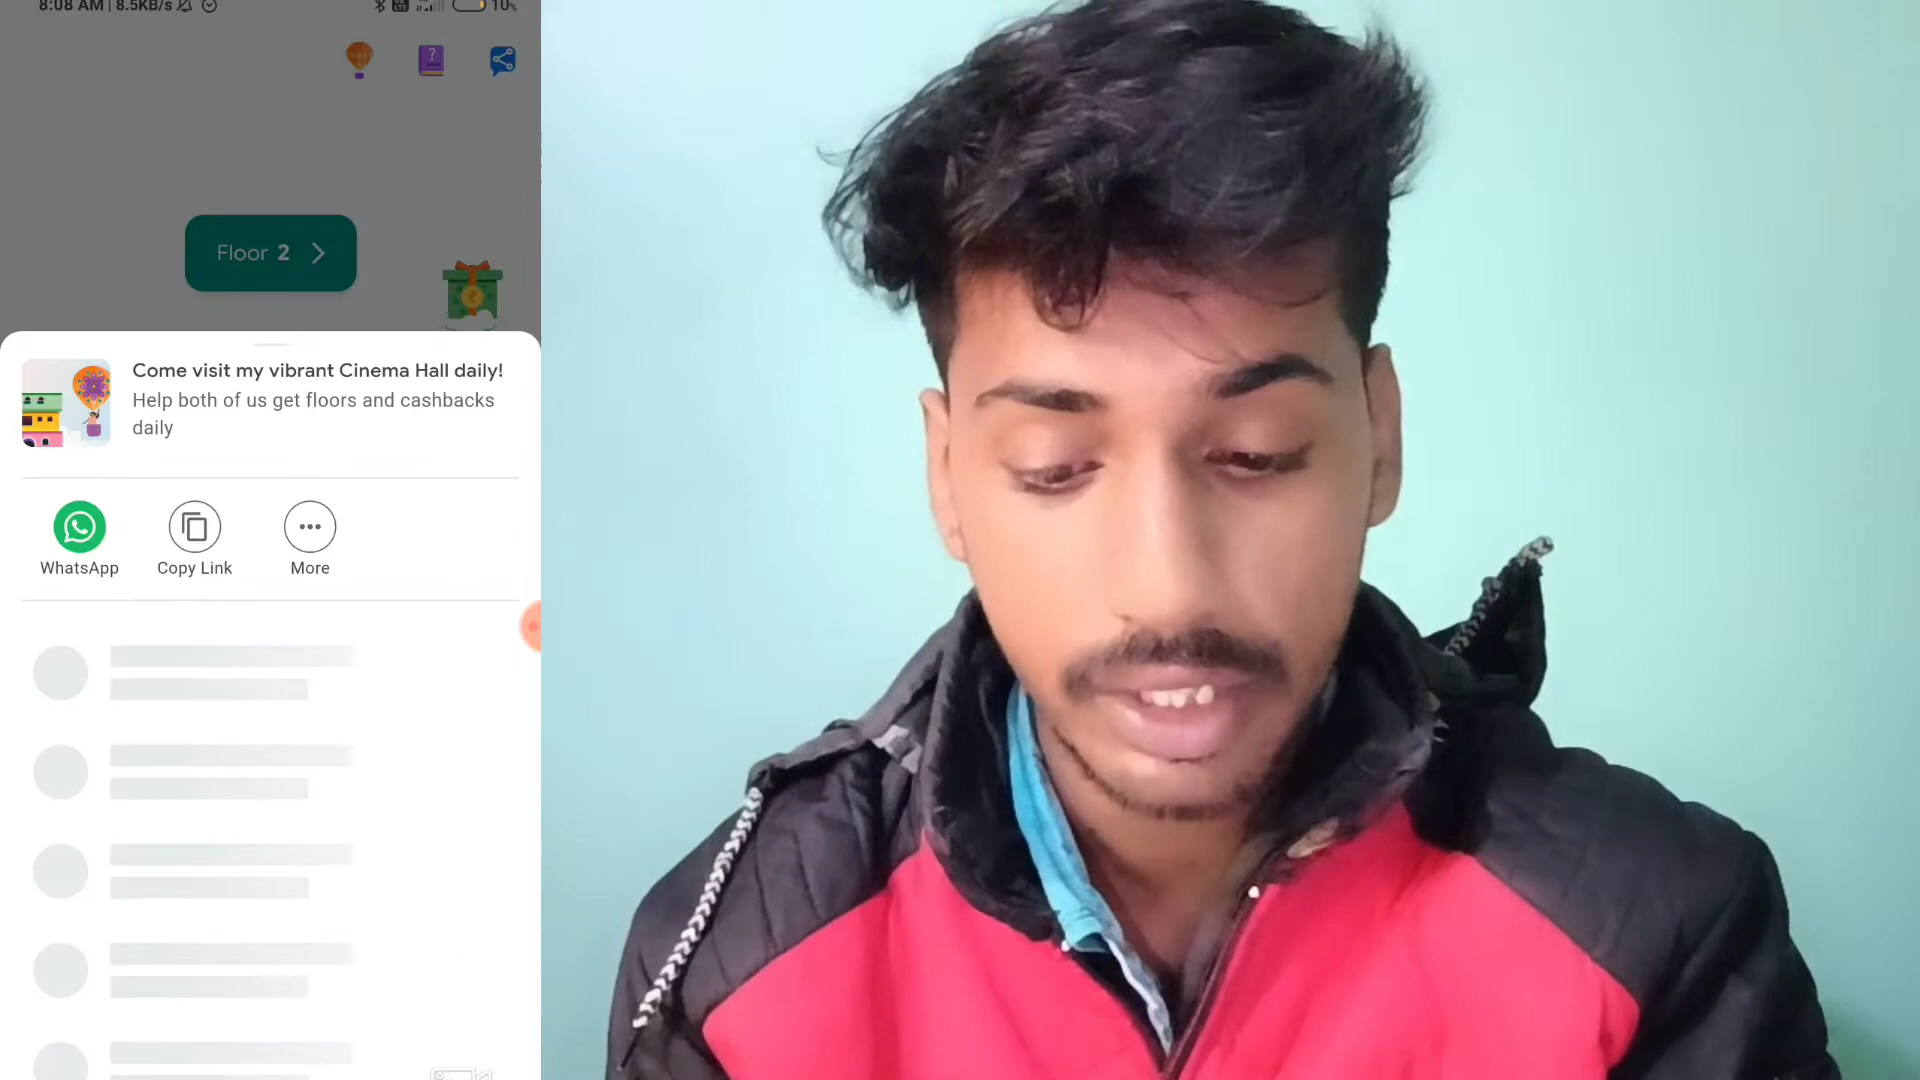 8:08 AM | 8.5KB/s
10%
Floor 2
Come visit my vibrant Cinema Hall daily!
Help both of us get floors and cashbacks
daily
WhatsApp
Copy Link
More